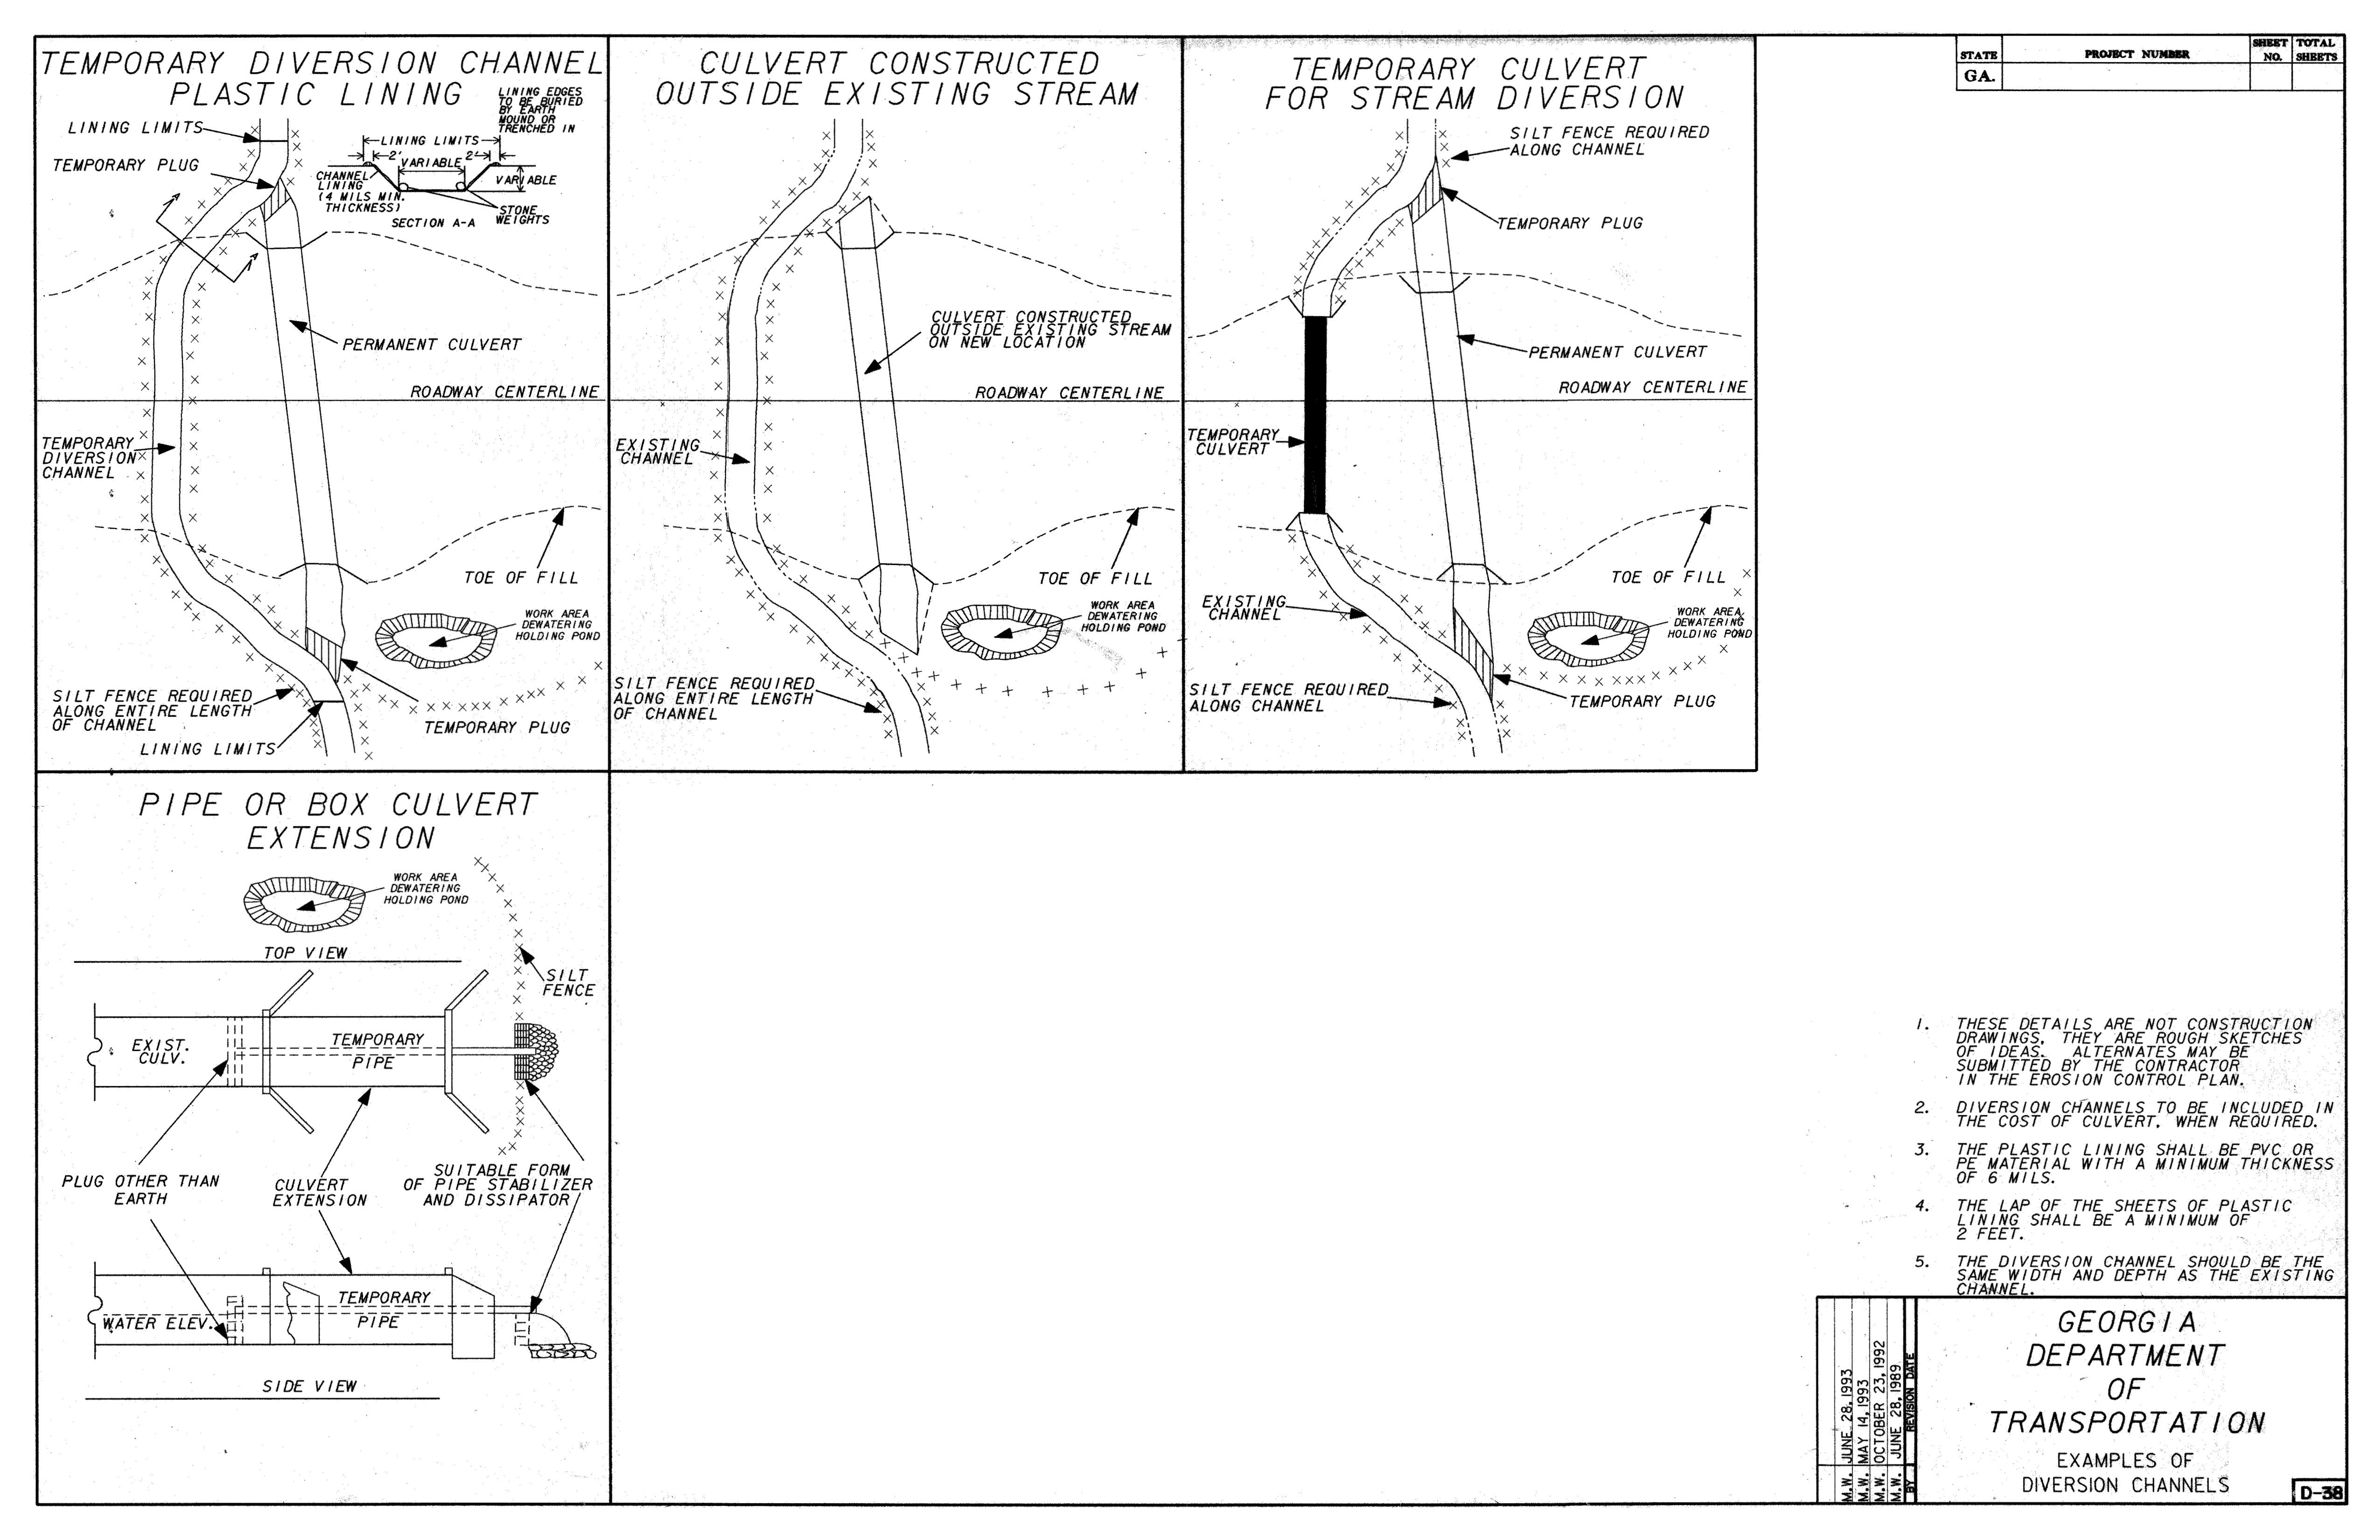 TEMPORARY DIVERSION CHANNEL
PLASTIC LINING
LINING EDGES
TO BE BURIED
BY EARTH
MOUND OR
TRENCHED IN
LINING LIMITS
LINING LIMITS
2'
VARIABLE
2'
TEMPORARY PLUG
CHANNEL
LINING
(4 MILS MIN.
THICKNESS)
VARIABLE
STONE
WEIGHTS
SECTION A-A
PERMANENT CULVERT
ROADWAY CENTERLINE
TEMPORARY
DIVERSION
CHANNEL
TOE OF FILL
WORK AREA
DEWATERING
HOLDING POND
SILT FENCE REQUIRED
ALONG ENTIRE LENGTH
OF CHANNEL
TEMPORARY PLUG
LINING LIMITS
CULVERT CONSTRUCTED
OUTSIDE EXISTING STREAM
CULVERT CONSTRUCTED
OUTSIDE EXISTING STREAM
ON NEW LOCATION
ROADWAY CENTERLINE
EXISTING
CHANNEL
TOE OF FILL
WORK AREA
DEWATERING
HOLDING POND
SILT FENCE REQUIRED
ALONG ENTIRE LENGTH
OF CHANNEL
TEMPORARY CULVERT
FOR STREAM DIVERSION
SILT FENCE REQUIRED
ALONG CHANNEL
TEMPORARY PLUG
PERMANENT CULVERT
ROADWAY CENTERLINE
TEMPORARY
CULVERT
TOE OF FILL
EXISTING
CHANNEL
WORK AREA
DEWATERING
HOLDING POND
SILT FENCE REQUIRED
ALONG CHANNEL
TEMPORARY PLUG
STATE
PROJECT NUMBER
SHEET NO.
TOTAL SHEETS
GA.
PIPE OR BOX CULVERT
EXTENSION
WORK AREA
DEWATERING
HOLDING POND
TOP VIEW
SILT
FENCE
EXIST.
CULV.
TEMPORARY
PIPE
PLUG OTHER THAN
EARTH
CULVERT
EXTENSION
SUITABLE FORM
OF PIPE STABILIZER
AND DISSIPATOR
WATER ELEV.
TEMPORARY
PIPE
SIDE VIEW
1. THESE DETAILS ARE NOT CONSTRUCTION
DRAWINGS. THEY ARE ROUGH SKETCHES
OF IDEAS. ALTERNATES MAY BE
SUBMITTED BY THE CONTRACTOR
IN THE EROSION CONTROL PLAN.
2. DIVERSION CHANNELS TO BE INCLUDED IN
THE COST OF CULVERT, WHEN REQUIRED.
3. THE PLASTIC LINING SHALL BE PVC OR
PE MATERIAL WITH A MINIMUM THICKNESS
OF 6 MILS.
4. THE LAP OF THE SHEETS OF PLASTIC
LINING SHALL BE A MINIMUM OF
2 FEET.
5. THE DIVERSION CHANNEL SHOULD BE THE
SAME WIDTH AND DEPTH AS THE EXISTING
CHANNEL.
M.W. JUNE 28, 1993
M.W. MAY 14, 1993
M.W. OCTOBER 23, 1992
M.W. JUNE 28, 1989
BY REVISION DATE
GEORGIA
DEPARTMENT
OF
TRANSPORTATION
EXAMPLES OF
DIVERSION CHANNELS
D-38